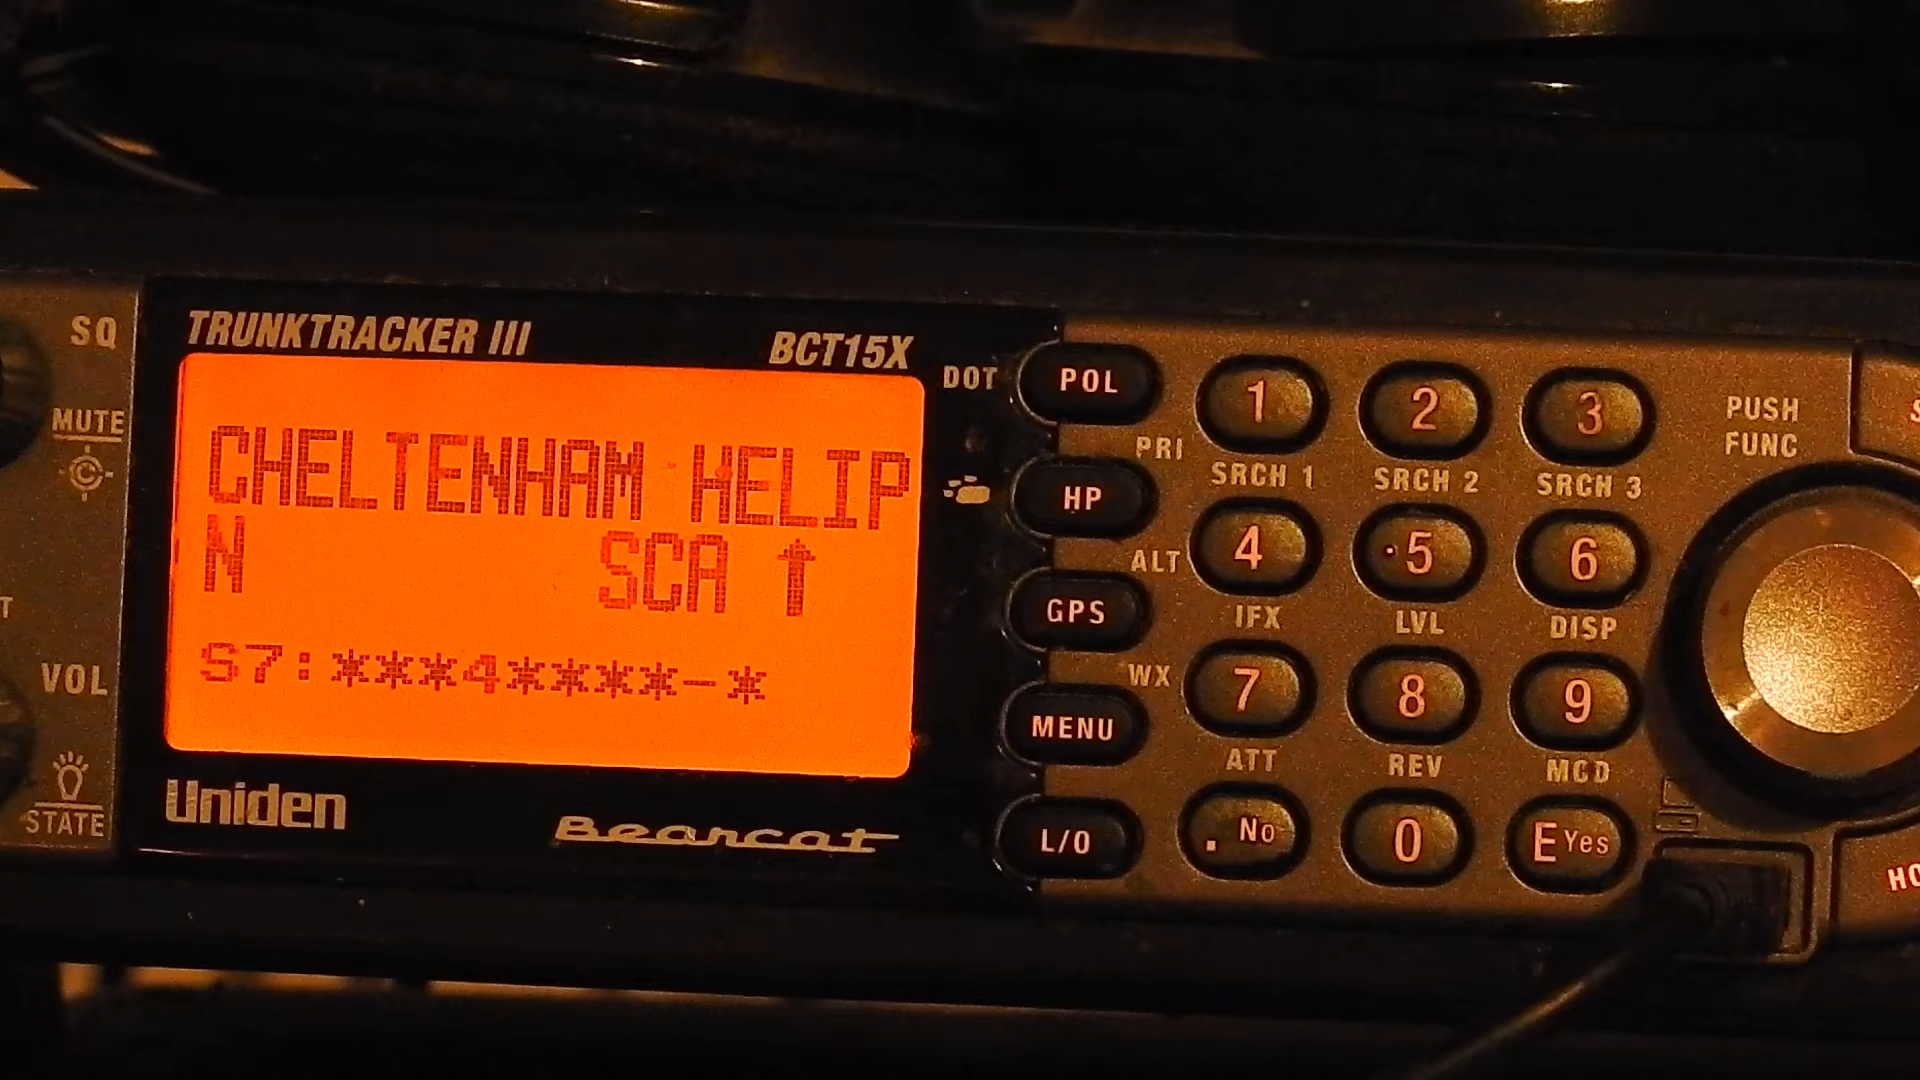 SQ
MUTE
T
VOL
STATE
TRUNKTRACKER III BCT15X
CHELTENHAM HELIP
N SCA ↑
S7:***4****-*
Uniden Bearcat
DOT POL 1 2 3
PRI SRCH 1 SRCH 2 SRCH 3
HP 4 ·5 6
ALT IFX LVL DISP
GPS 7 8 9
WX ATT REV MCD
MENU . No 0 E Yes
L/O
PUSH
FUNC
HO